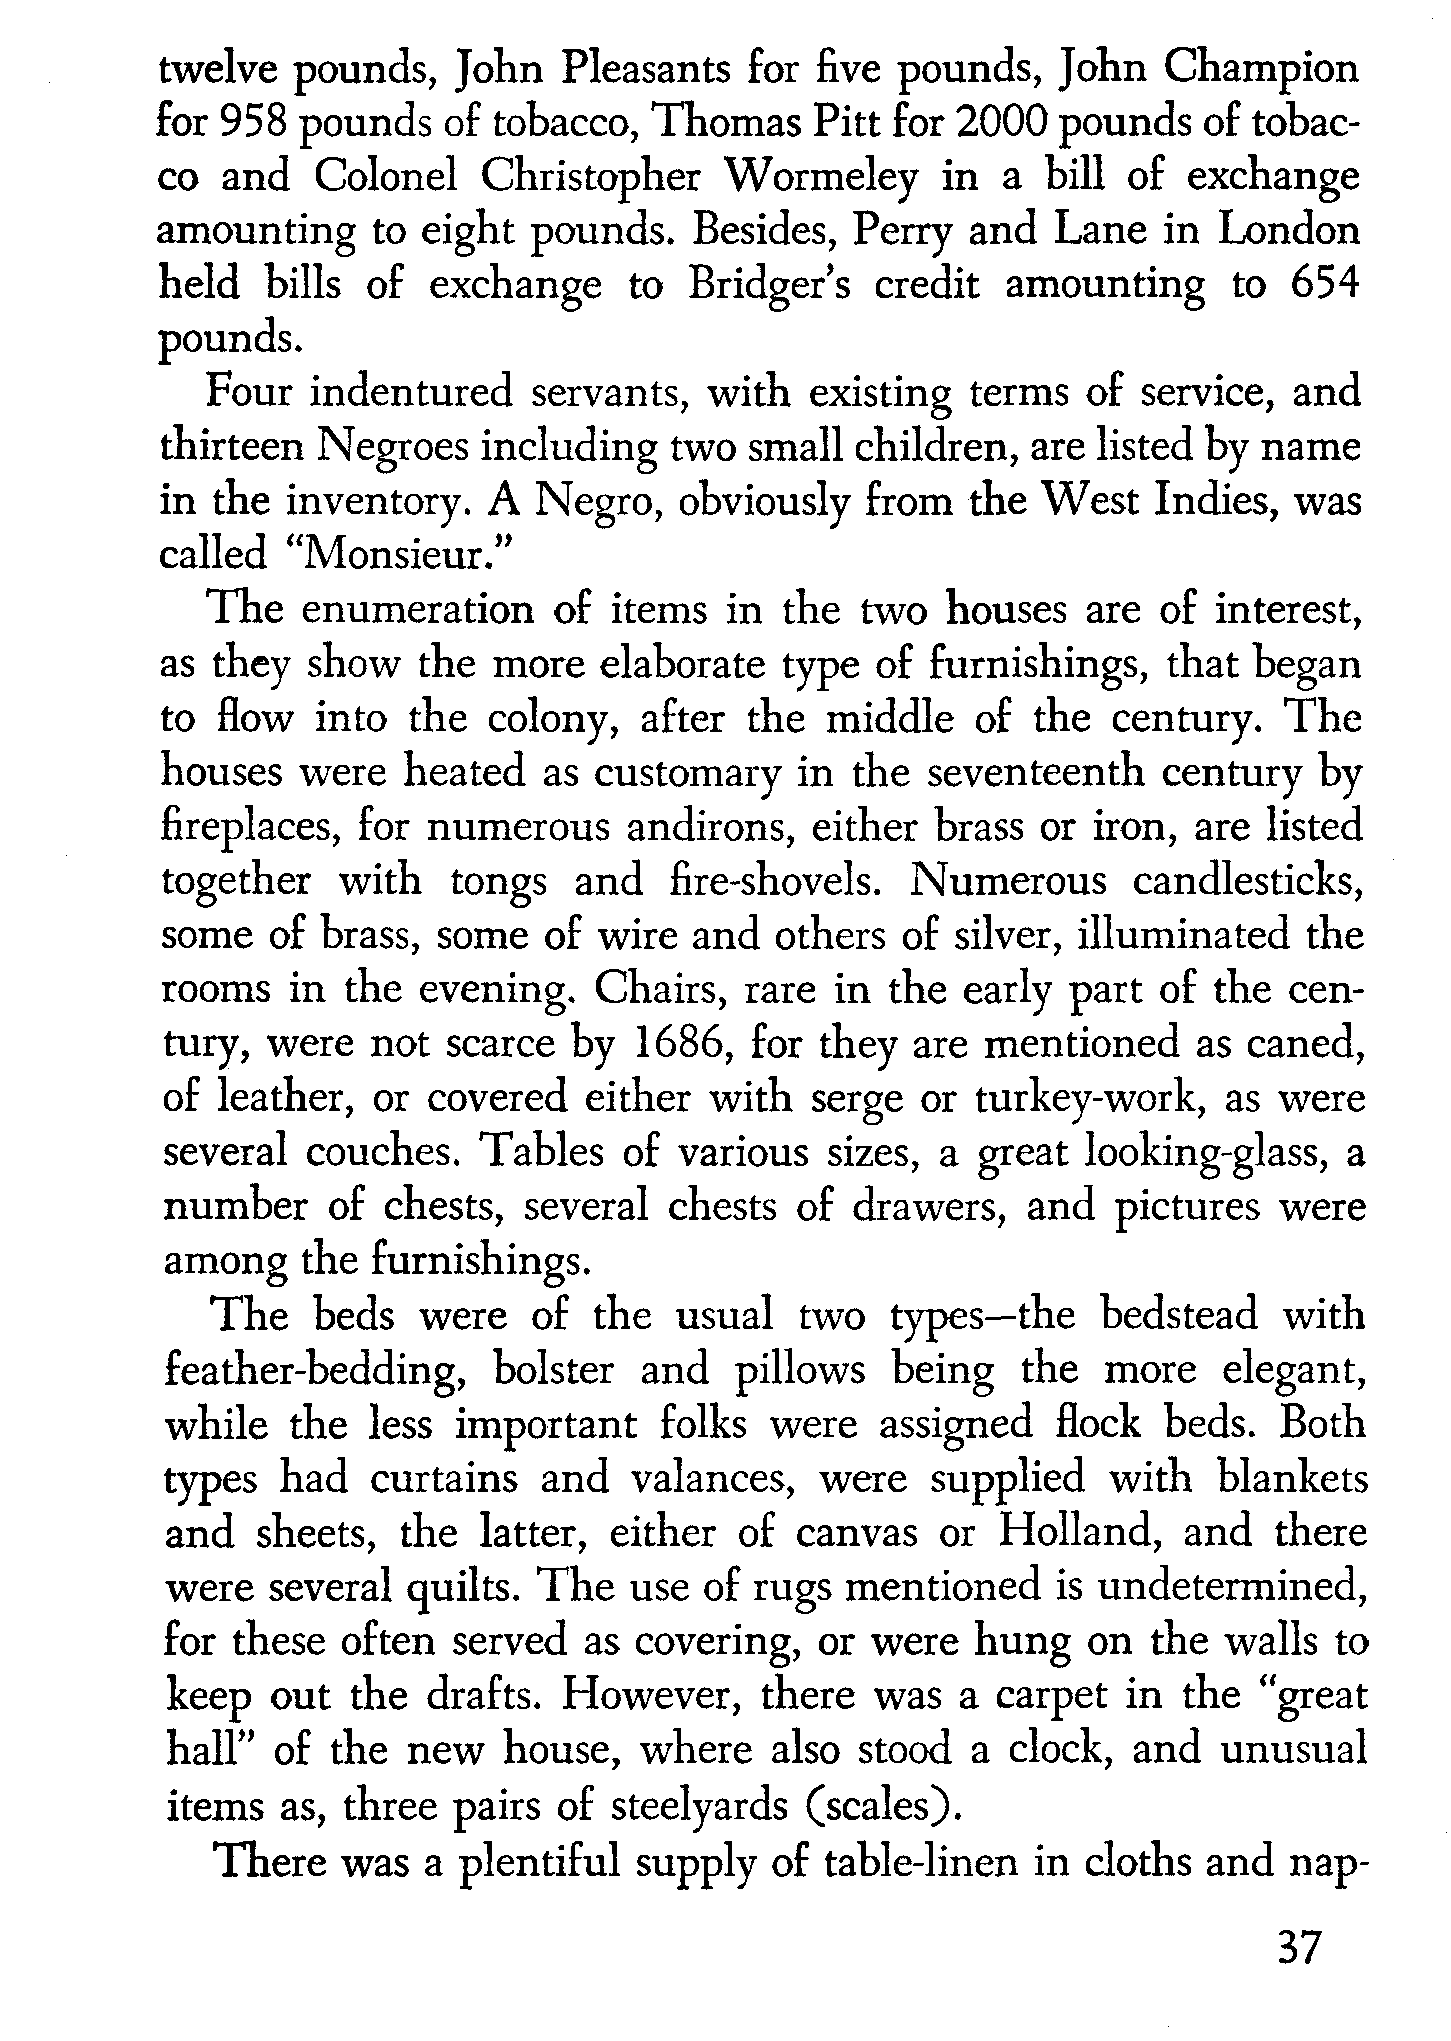 twelve pounds, John Pleasants for five pounds, John Champion
for 958 pounds of tobacco, Thomas Pitt for 2000 pounds of tobac-
co and Colonel Christopher Wormeley in a bill of exchange
amounting to eight pounds. Besides, Perry and Lane in London
held bills of exchange to Bridger's credit amounting to 654
pounds.
Four indentured servants, with existing terms of service, and
thirteen Negroes including two small children, are listed by name
in the inventory. A Negro, obviously from the West Indies, was
called "Monsieur."
The enumeration of items in the two houses are of interest,
as they show the more elaborate type of furnishings, that began
to flow into the colony, after the middle of the century. The
houses were heated as customary in the seventeenth century by
fireplaces, for numerous andirons, either brass or iron, are listed
together with tongs and fire-shovels. Numerous candlesticks,
some of brass, some of wire and others of silver, illuminated the
rooms in the evening. Chairs, rare in the early part of the cen-
tury, were not scarce by 1686, for they are mentioned as caned,
of leather, or covered either with serge or turkey-work, as were
several couches. Tables of various sizes, a great looking-glass, a
number of chests, several chests of drawers, and pictures were
among the furnishings.
The beds were of the usual two types—the bedstead with
feather-bedding, bolster and pillows being the more elegant,
while the less important folks were assigned flock beds. Both
types had curtains and valances, were supplied with blankets
and sheets, the latter, either of canvas or Holland, and there
were several quilts. The use of rugs mentioned is undetermined,
for these often served as covering, or were hung on the walls to
keep out the drafts. However, there was a carpet in the "great
hall" of the new house, where also stood a clock, and unusual
items as, three pairs of steelyards (scales).
There was a plentiful supply of table-linen in cloths and nap-
37